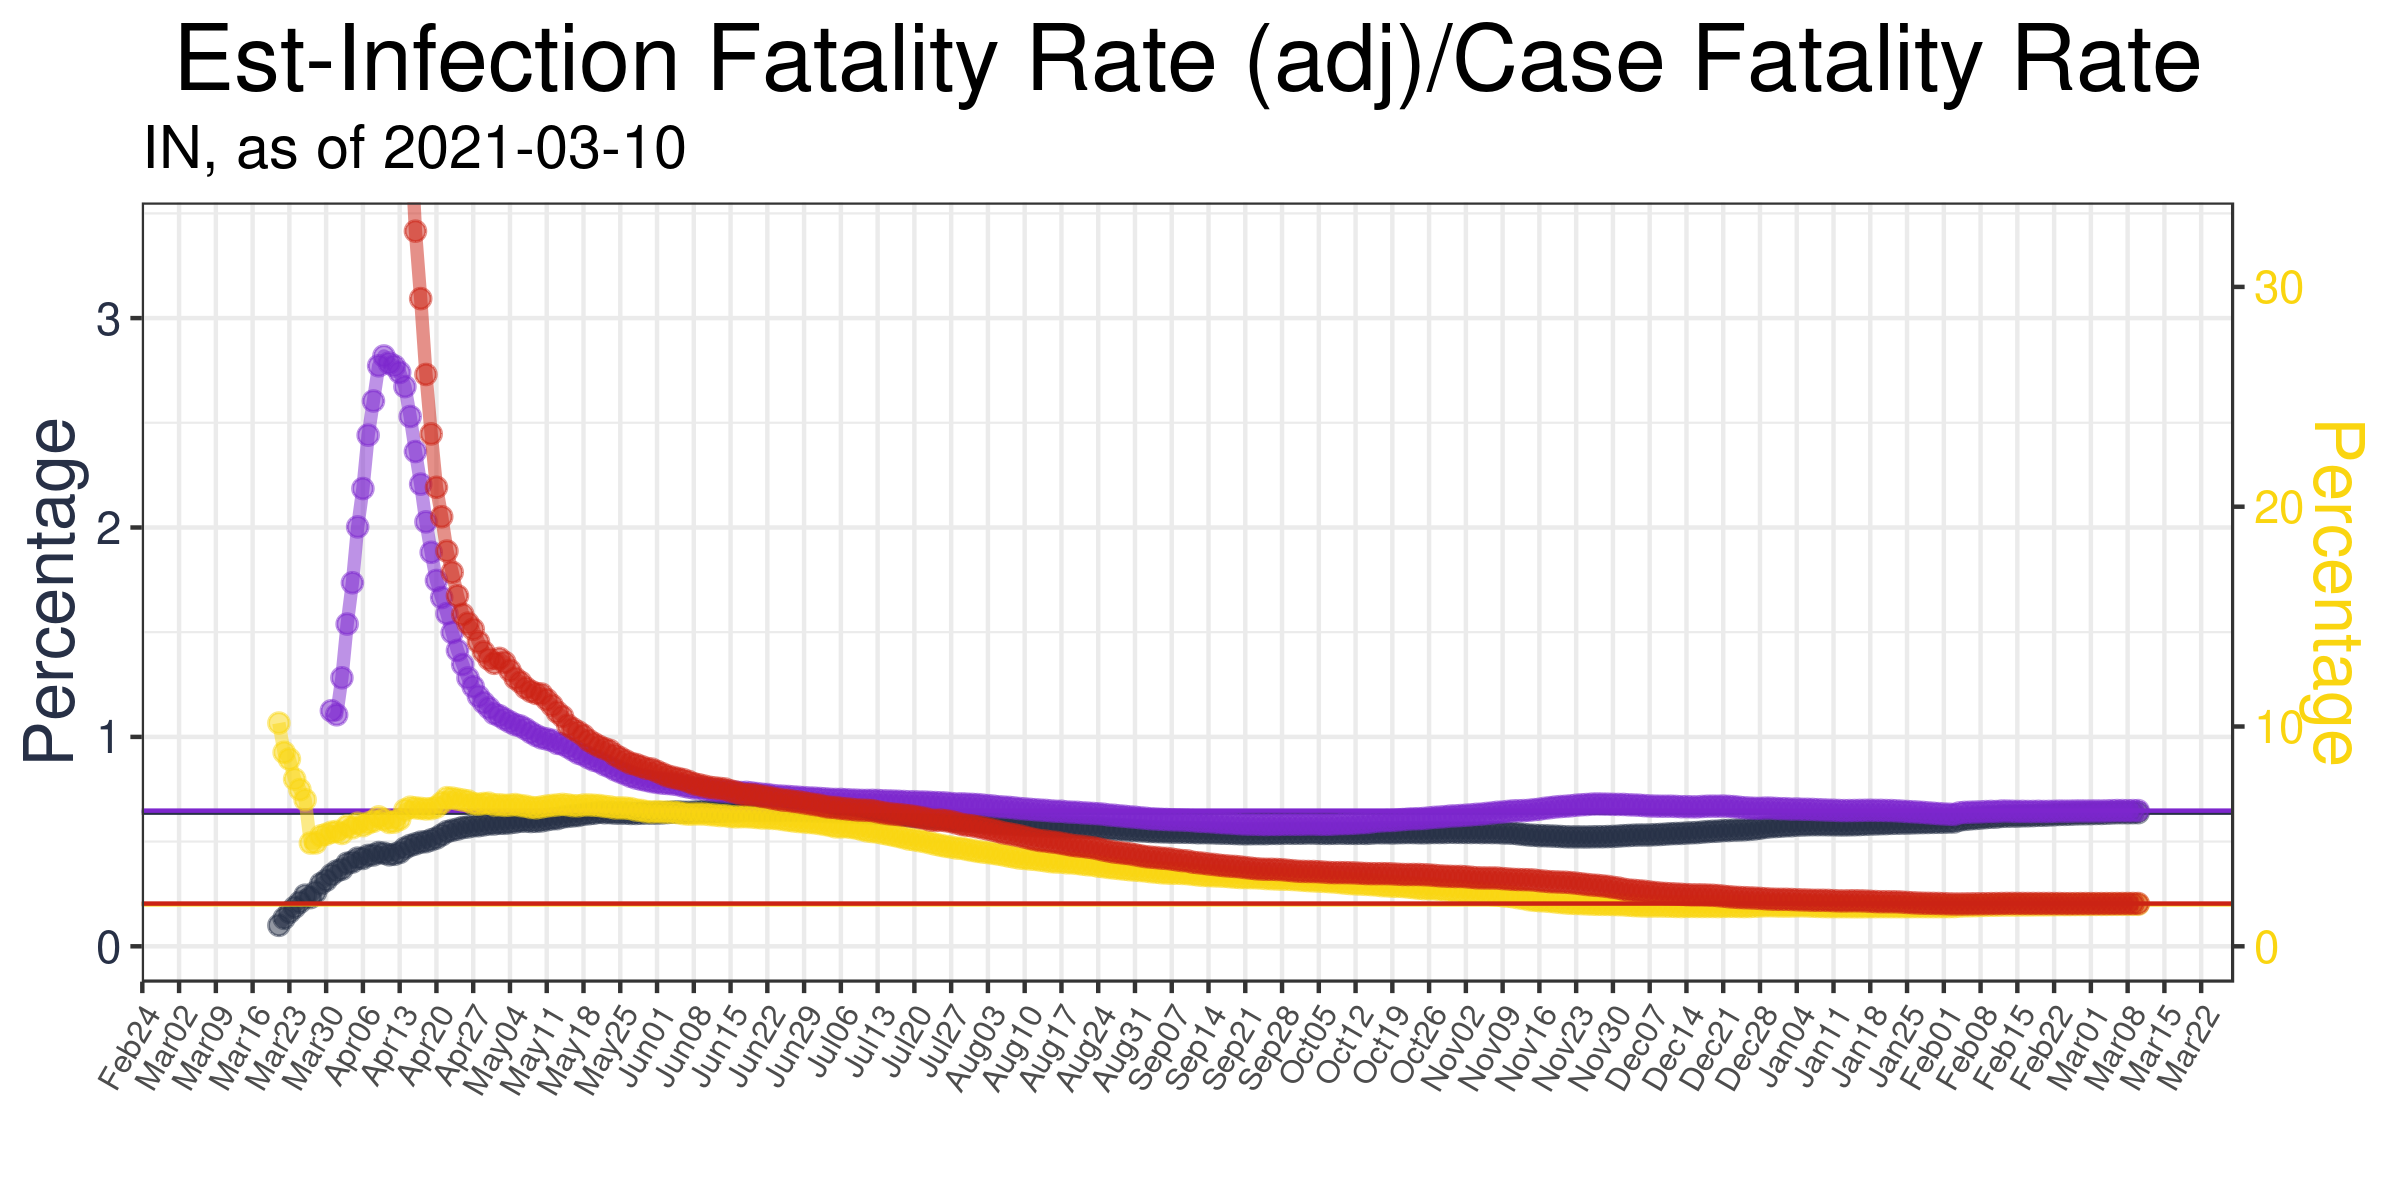 Est-Infection Fatality Rate (adj)/Case Fatality Rate
IN, as of 2021-03-10
Percentage
3
2
1
0
30
20
10
0
Percentage
Feb24
Mar02
Mar09
Mar16
Mar23
Mar30
Apr06
Apr13
Apr20
Apr27
May04
May11
May18
May25
Jun01
Jun08
Jun15
Jun22
Jun29
Jul06
Jul13
Jul20
Jul27
Aug03
Aug10
Aug17
Aug24
Aug31
Sep07
Sep14
Sep21
Sep28
Oct05
Oct12
Oct19
Oct26
Nov02
Nov09
Nov16
Nov23
Nov30
Dec07
Dec14
Dec21
Dec28
Jan04
Jan11
Jan18
Jan25
Feb01
Feb08
Feb15
Feb22
Mar01
Mar08
Mar15
Mar22